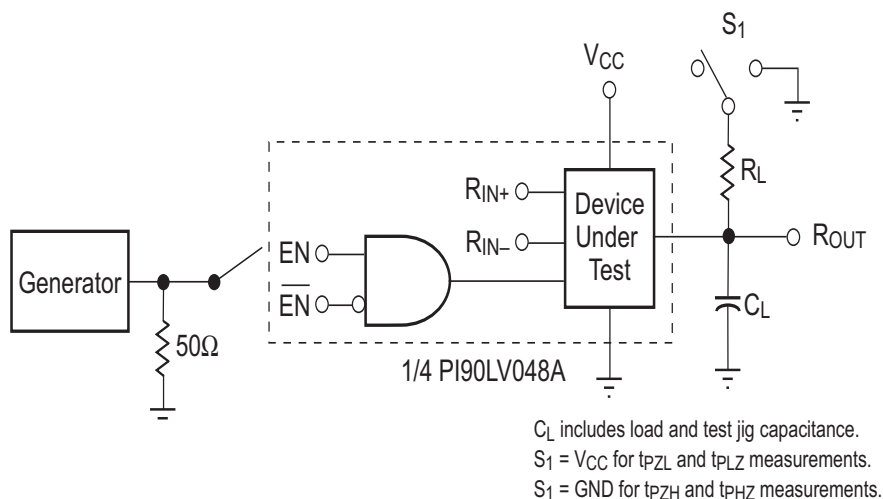 S1
VCC
RL
RIN+
Device
Under
Test
RIN–
ROUT
EN
Generator
EN
CL
50Ω
1/4 PI90LV048A
CL includes load and test jig capacitance.
S1 = VCC for tPZL and tPLZ measurements.
S1 = GND for tPZH and tPHZ measurements.